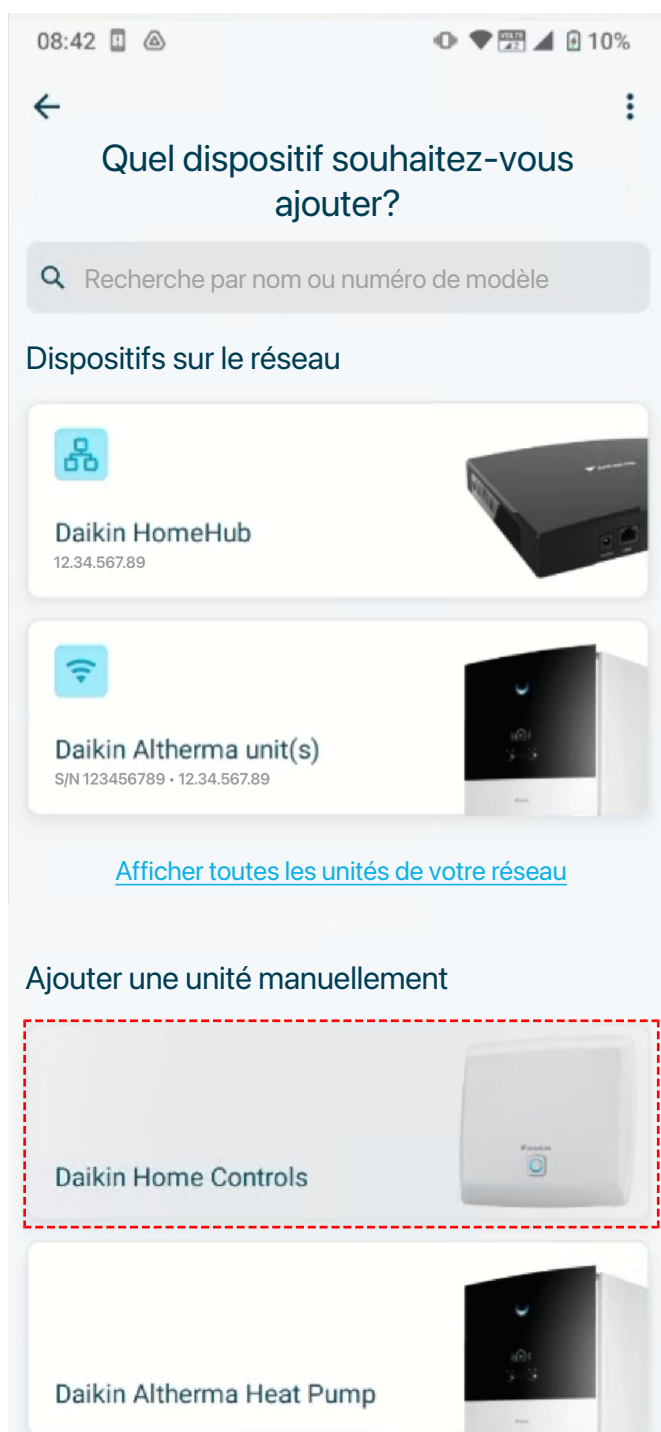 08:42
10%
Quel dispositif souhaitez-vous
ajouter?
Recherche par nom ou numéro de modèle
Dispositifs sur le réseau
Daikin HomeHub
12.34.567.89
Daikin Altherma unit(s)
S/N 123456789 • 12.34.567.89
Afficher toutes les unités de votre réseau
Ajouter une unité manuellement
Daikin Home Controls
Daikin Altherma Heat Pump